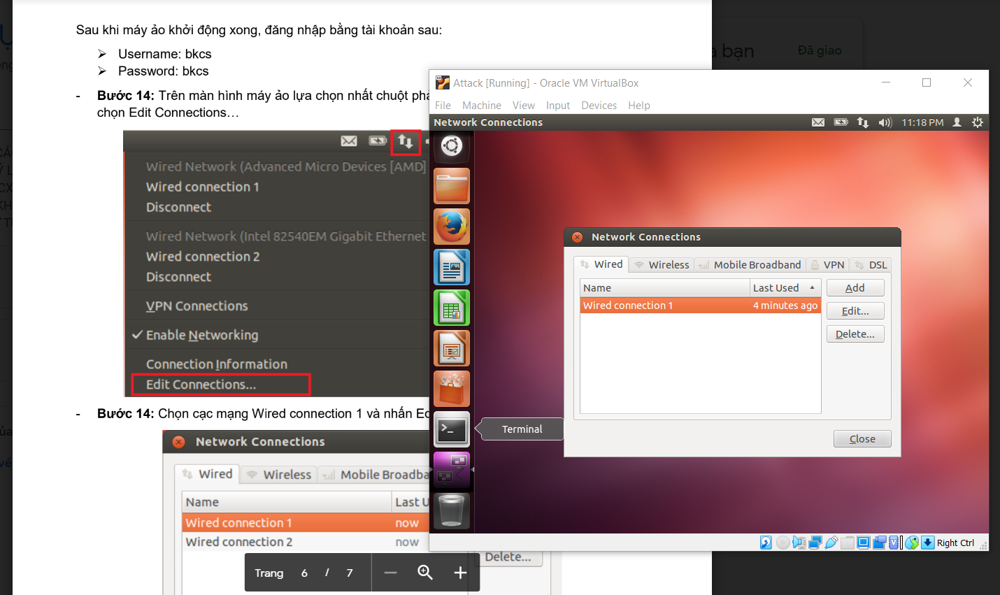 Sau khi máy ảo khởi động xong, đăng nhập bằng tài khoản sau:
➢ Username: bkcs
➢ Password: bkcs
- Bước 14: Trên màn hình máy ảo lựa chọn nhất chuột phả
chọn Edit Connections…
Wired Network (Advanced Micro Devices [AMD]
Wired connection 1
Disconnect
Wired Network (Intel 82540EM Gigabit Ethernet
Wired connection 2
Disconnect
VPN Connections
Enable Networking
Connection Information
Edit Connections...
- Bước 14: Chọn cạc mạng Wired connection 1 và nhấn Ed
Network Connections
Wired Wireless Mobile Broadba
Name Last U
Wired connection 1 now
Wired connection 2 now
Delete...
Trang 6 / 7
a bạn Đã giao
Attack [Running] - Oracle VM VirtualBox
File Machine View Input Devices Help
Network Connections 11:18 PM
Network Connections
Wired Wireless Mobile Broadband VPN DSL
Name Last Used
Wired connection 1 4 minutes ago
Add
Edit...
Delete...
Close
Terminal
Right Ctrl